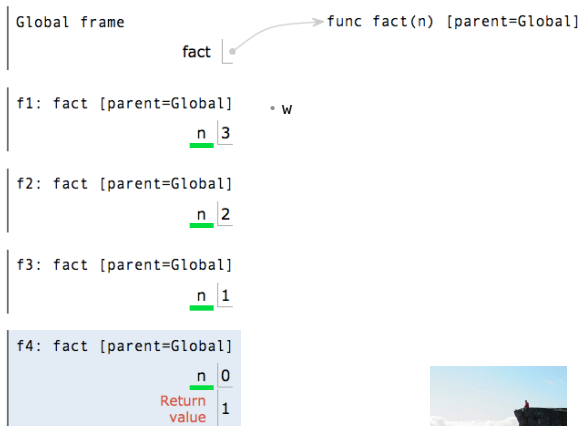 Global frame
func fact(n) [parent=Global]
fact
f1: fact [parent=Global]
• w
n 3
f2: fact [parent=Global]
n 2
f3: fact [parent=Global]
n 1
f4: fact [parent=Global]
n 0
Return
value 1